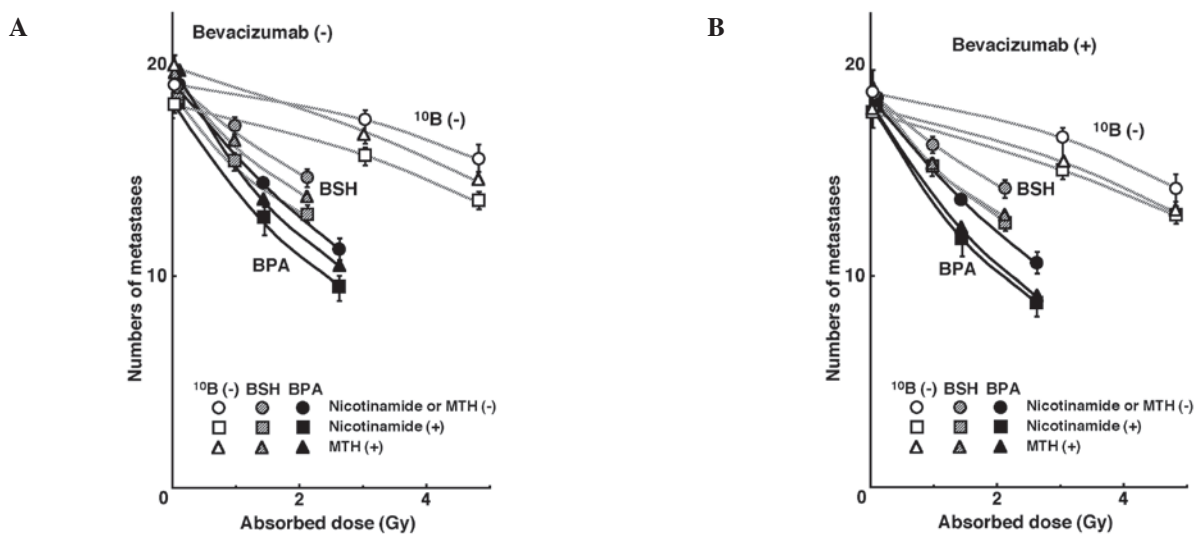 A
Bevacizumab (-)
20
10
0
2
4
Numbers of metastases
Absorbed dose (Gy)
¹⁰B (-)
BSH
BPA
¹⁰B (-) BSH BPA
Nicotinamide or MTH (-)
Nicotinamide (+)
MTH (+)
B
Bevacizumab (+)
20
10
0
2
4
Numbers of metastases
Absorbed dose (Gy)
¹⁰B (-)
BSH
BPA
¹⁰B (-) BSH BPA
Nicotinamide or MTH (-)
Nicotinamide (+)
MTH (+)